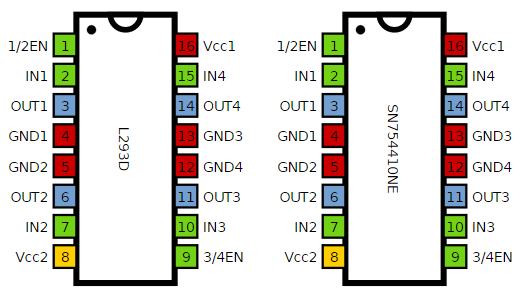 1/2EN 1 16 Vcc1
IN1 2 15 IN4
OUT1 3 14 OUT4
GND1 4 13 GND3
GND2 5 12 GND4
OUT2 6 11 OUT3
IN2 7 10 IN3
Vcc2 8 9 3/4EN
L293D
1/2EN 1 16 Vcc1
IN1 2 15 IN4
OUT1 3 14 OUT4
GND1 4 13 GND3
GND2 5 12 GND4
OUT2 6 11 OUT3
IN2 7 10 IN3
Vcc2 8 9 3/4EN
SN754410NE